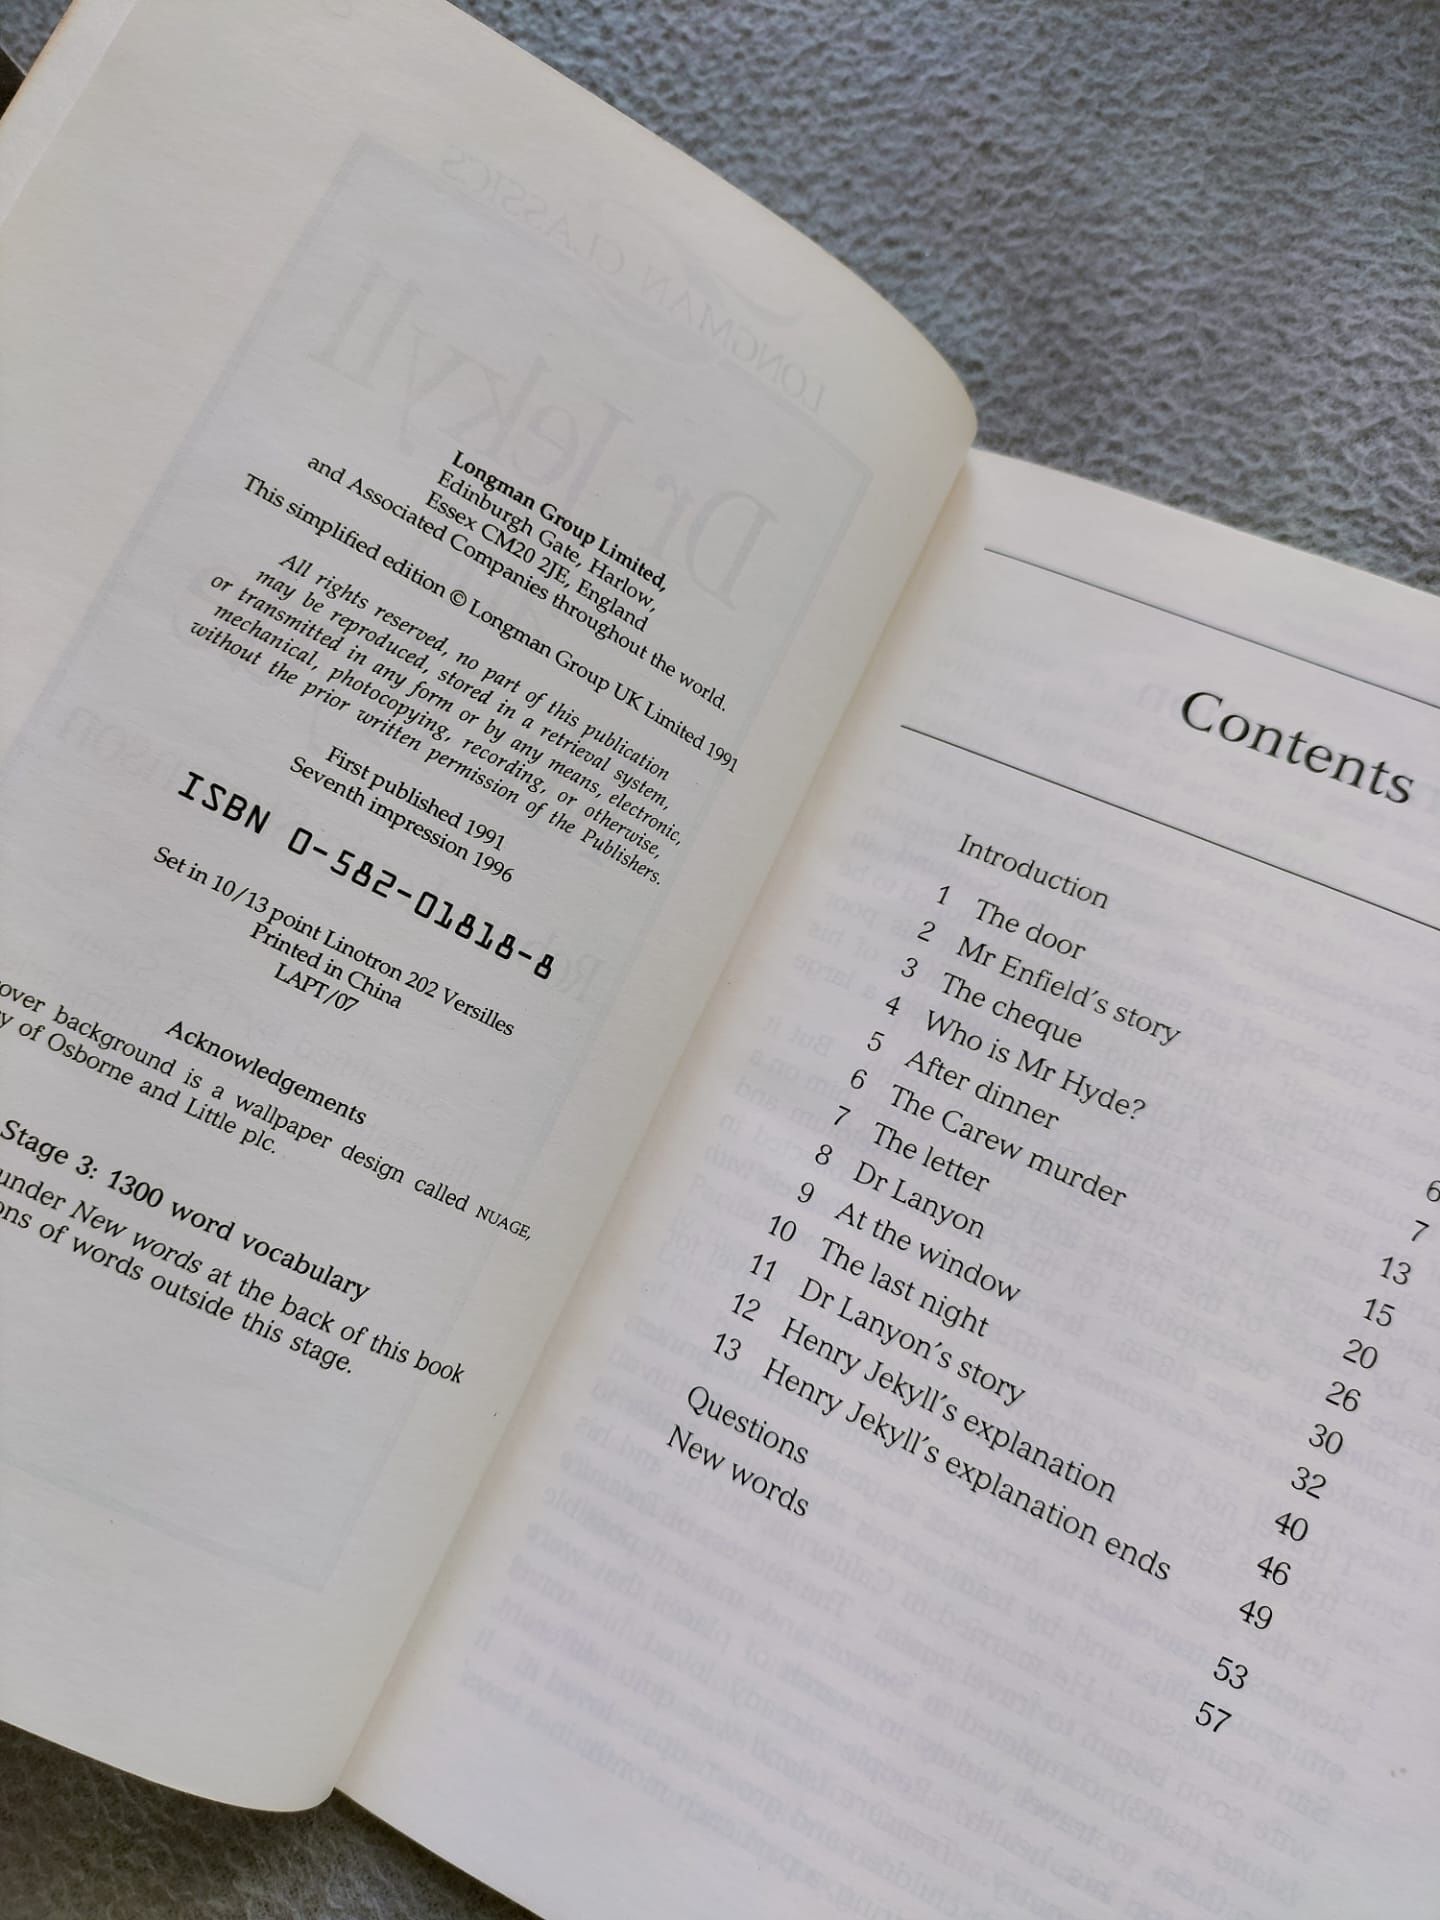 Longman Group Limited,
Edinburgh Gate, Harlow,
Essex CM20 2JE, England
and Associated Companies throughout the world.
This simplified edition © Longman Group UK Limited 1991
All rights reserved, no part of this publication
may be reproduced, stored in a retrieval system,
or transmitted in any form or by any means, electronic,
mechanical, photocopying, recording, or otherwise,
without the prior written permission of the Publishers.
First published 1991
Seventh impression 1996
ISBN 0-582-01818-8
Set in 10/13 point Linotron 202 Versilles
Printed in China
LAPT/07
Acknowledgements
background is a wallpaper design called NUAGE,
of Osborne and Little plc.
Stage 3: 1300 word vocabulary
under New words at the back of this book
of words outside this stage.
Contents
Introduction
1 The door
2 Mr Enfield's story
3 The cheque
4 Who is Mr Hyde?
5 After dinner
6 The Carew murder 6
7 The letter 7
8 Dr Lanyon 13
9 At the window 15
10 The last night 20
11 Dr Lanyon's story 26
12 Henry Jekyll's explanation 30
13 Henry Jekyll's explanation ends 32
Questions 40
New words 46
49
53
57